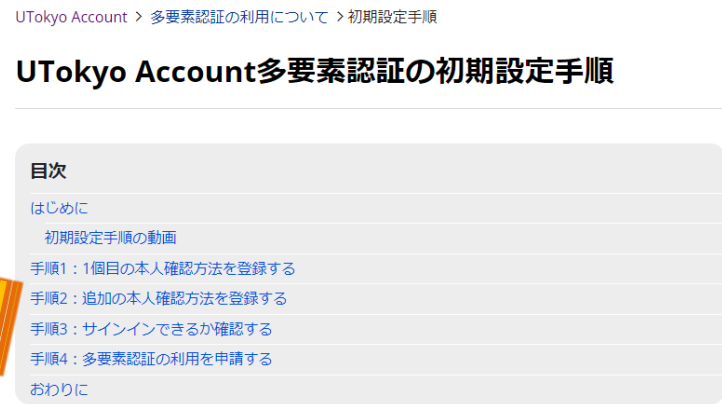 UTokyo Account > 多要素認証の利用について > 初期設定手順
UTokyo Account多要素認証の初期設定手順
目次
はじめに
初期設定手順の動画
手順1：1個目の本人確認方法を登録する
手順2：追加の本人確認方法を登録する
手順3：サインインできるか確認する
手順4：多要素認証の利用を申請する
おわりに